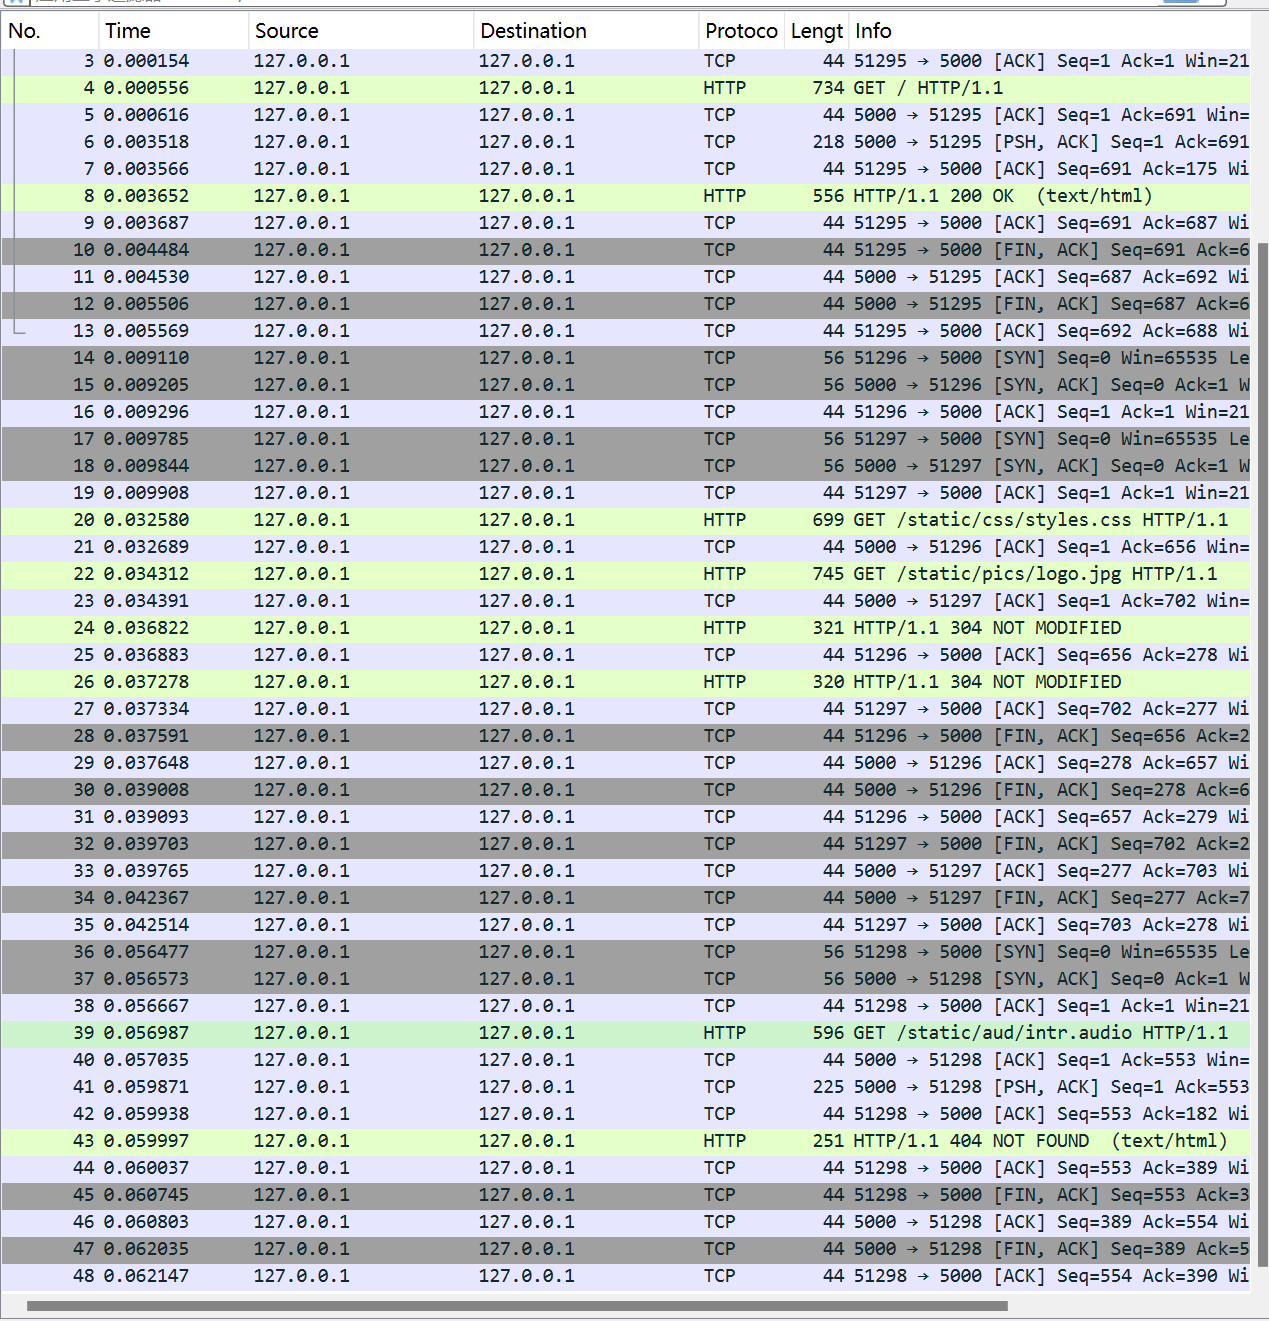 No. Time Source Destination Protoco Lengt Info
3 0.000154 127.0.0.1 127.0.0.1 TCP 44 51295 → 5000 [ACK] Seq=1 Ack=1 Win=21
4 0.000556 127.0.0.1 127.0.0.1 HTTP 734 GET / HTTP/1.1
5 0.000616 127.0.0.1 127.0.0.1 TCP 44 5000 → 51295 [ACK] Seq=1 Ack=691 Win=
6 0.003518 127.0.0.1 127.0.0.1 TCP 218 5000 → 51295 [PSH, ACK] Seq=1 Ack=691
7 0.003566 127.0.0.1 127.0.0.1 TCP 44 51295 → 5000 [ACK] Seq=691 Ack=175 Wi
8 0.003652 127.0.0.1 127.0.0.1 HTTP 556 HTTP/1.1 200 OK (text/html)
9 0.003687 127.0.0.1 127.0.0.1 TCP 44 51295 → 5000 [ACK] Seq=691 Ack=687 Wi
10 0.004484 127.0.0.1 127.0.0.1 TCP 44 51295 → 5000 [FIN, ACK] Seq=691 Ack=6
11 0.004530 127.0.0.1 127.0.0.1 TCP 44 5000 → 51295 [ACK] Seq=687 Ack=692 Wi
12 0.005506 127.0.0.1 127.0.0.1 TCP 44 5000 → 51295 [FIN, ACK] Seq=687 Ack=6
13 0.005569 127.0.0.1 127.0.0.1 TCP 44 51295 → 5000 [ACK] Seq=692 Ack=688 Wi
14 0.009110 127.0.0.1 127.0.0.1 TCP 56 51296 → 5000 [SYN] Seq=0 Win=65535 Le
15 0.009205 127.0.0.1 127.0.0.1 TCP 56 5000 → 51296 [SYN, ACK] Seq=0 Ack=1 W
16 0.009296 127.0.0.1 127.0.0.1 TCP 44 51296 → 5000 [ACK] Seq=1 Ack=1 Win=21
17 0.009785 127.0.0.1 127.0.0.1 TCP 56 51297 → 5000 [SYN] Seq=0 Win=65535 Le
18 0.009844 127.0.0.1 127.0.0.1 TCP 56 5000 → 51297 [SYN, ACK] Seq=0 Ack=1 W
19 0.009908 127.0.0.1 127.0.0.1 TCP 44 51297 → 5000 [ACK] Seq=1 Ack=1 Win=21
20 0.032580 127.0.0.1 127.0.0.1 HTTP 699 GET /static/css/styles.css HTTP/1.1
21 0.032689 127.0.0.1 127.0.0.1 TCP 44 5000 → 51296 [ACK] Seq=1 Ack=656 Win=
22 0.034312 127.0.0.1 127.0.0.1 HTTP 745 GET /static/pics/logo.jpg HTTP/1.1
23 0.034391 127.0.0.1 127.0.0.1 TCP 44 5000 → 51297 [ACK] Seq=1 Ack=702 Win=
24 0.036822 127.0.0.1 127.0.0.1 HTTP 321 HTTP/1.1 304 NOT MODIFIED
25 0.036883 127.0.0.1 127.0.0.1 TCP 44 51296 → 5000 [ACK] Seq=656 Ack=278 Wi
26 0.037278 127.0.0.1 127.0.0.1 HTTP 320 HTTP/1.1 304 NOT MODIFIED
27 0.037334 127.0.0.1 127.0.0.1 TCP 44 51297 → 5000 [ACK] Seq=702 Ack=277 Wi
28 0.037591 127.0.0.1 127.0.0.1 TCP 44 51296 → 5000 [FIN, ACK] Seq=656 Ack=2
29 0.037648 127.0.0.1 127.0.0.1 TCP 44 5000 → 51296 [ACK] Seq=278 Ack=657 Wi
30 0.039008 127.0.0.1 127.0.0.1 TCP 44 5000 → 51296 [FIN, ACK] Seq=278 Ack=6
31 0.039093 127.0.0.1 127.0.0.1 TCP 44 51296 → 5000 [ACK] Seq=657 Ack=279 Wi
32 0.039703 127.0.0.1 127.0.0.1 TCP 44 51297 → 5000 [FIN, ACK] Seq=702 Ack=2
33 0.039765 127.0.0.1 127.0.0.1 TCP 44 5000 → 51297 [ACK] Seq=277 Ack=703 Wi
34 0.042367 127.0.0.1 127.0.0.1 TCP 44 5000 → 51297 [FIN, ACK] Seq=277 Ack=7
35 0.042514 127.0.0.1 127.0.0.1 TCP 44 51297 → 5000 [ACK] Seq=703 Ack=278 Wi
36 0.056477 127.0.0.1 127.0.0.1 TCP 56 51298 → 5000 [SYN] Seq=0 Win=65535 Le
37 0.056573 127.0.0.1 127.0.0.1 TCP 56 5000 → 51298 [SYN, ACK] Seq=0 Ack=1 W
38 0.056667 127.0.0.1 127.0.0.1 TCP 44 51298 → 5000 [ACK] Seq=1 Ack=1 Win=21
39 0.056987 127.0.0.1 127.0.0.1 HTTP 596 GET /static/aud/intr.audio HTTP/1.1
40 0.057035 127.0.0.1 127.0.0.1 TCP 44 5000 → 51298 [ACK] Seq=1 Ack=553 Win=
41 0.059871 127.0.0.1 127.0.0.1 TCP 225 5000 → 51298 [PSH, ACK] Seq=1 Ack=553
42 0.059938 127.0.0.1 127.0.0.1 TCP 44 51298 → 5000 [ACK] Seq=553 Ack=182 Wi
43 0.059997 127.0.0.1 127.0.0.1 HTTP 251 HTTP/1.1 404 NOT FOUND (text/html)
44 0.060037 127.0.0.1 127.0.0.1 TCP 44 51298 → 5000 [ACK] Seq=553 Ack=389 Wi
45 0.060745 127.0.0.1 127.0.0.1 TCP 44 51298 → 5000 [FIN, ACK] Seq=553 Ack=3
46 0.060803 127.0.0.1 127.0.0.1 TCP 44 5000 → 51298 [ACK] Seq=389 Ack=554 Wi
47 0.062035 127.0.0.1 127.0.0.1 TCP 44 5000 → 51298 [FIN, ACK] Seq=389 Ack=5
48 0.062147 127.0.0.1 127.0.0.1 TCP 44 51298 → 5000 [ACK] Seq=554 Ack=390 Wi